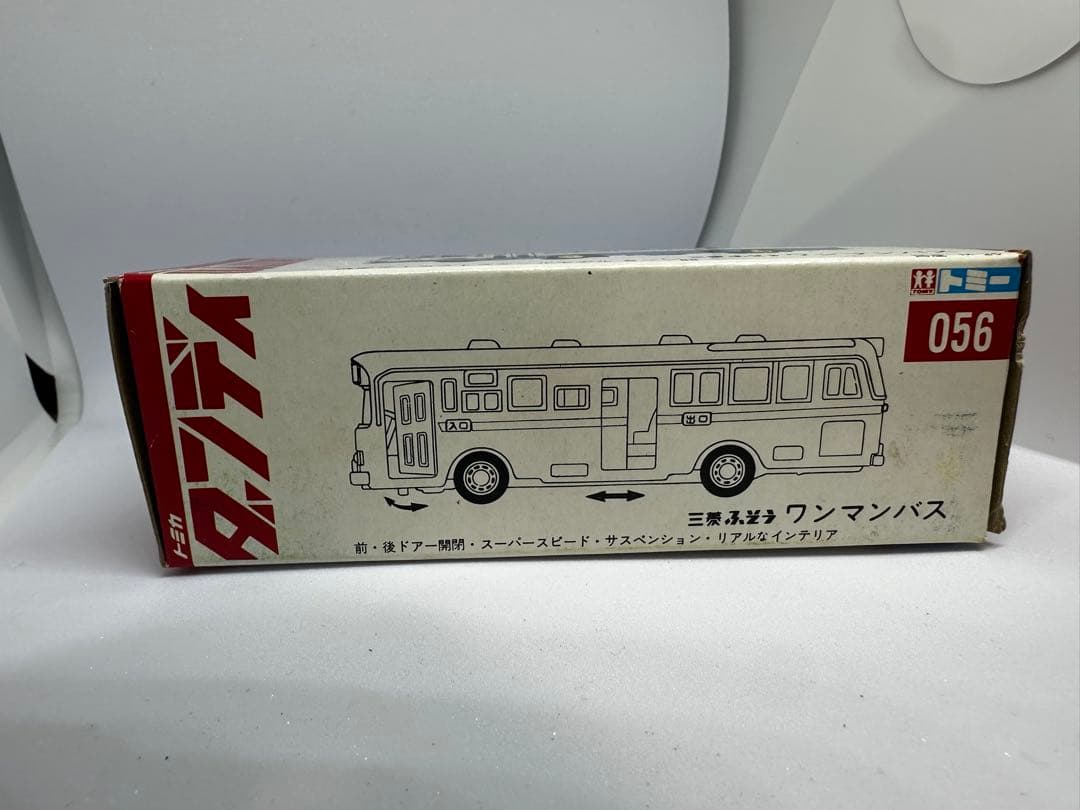 トミカ
ダンディ
TOMY
トミー
056
入口
出口
三菱ふそう ワンマンバス
前・後ドアー開閉・スーパースピード・サスペンション・リアルなインテリア